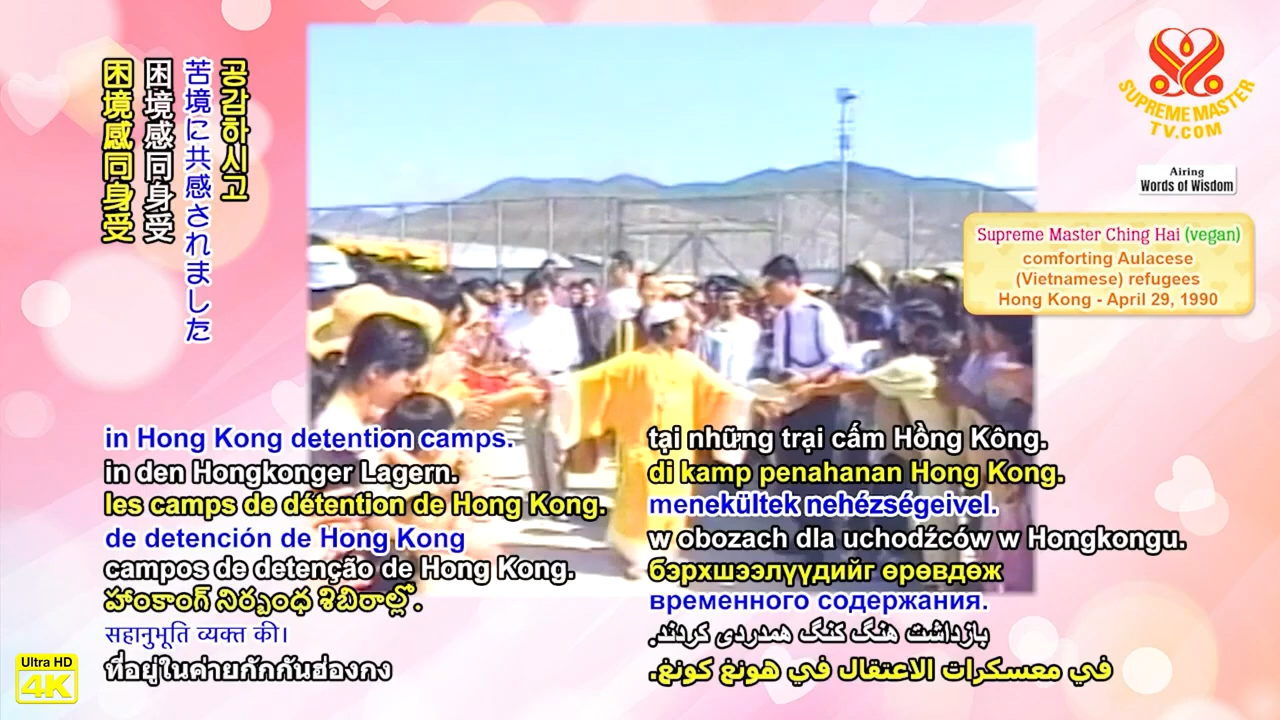 困境感同身受
困境感同身受
苦境に共感されました
공감하시고
SUPREME MASTER
TV.COM
Airing
Words of Wisdom
Supreme Master Ching Hai (vegan)
comforting Aulacese
(Vietnamese) refugees
Hong Kong - April 29, 1990
in Hong Kong detention camps.
in den Hongkonger Lagern.
les camps de détention de Hong Kong.
de detención de Hong Kong
campos de detenção de Hong Kong.
హాంకాంగ్ నిర్బంధ శిబిరాల్లో.
सहानुभूति व्यक्त की।
ที่อยู่ในค่ายกักกันฮ่องกง
tại những trại cấm Hồng Kông.
di kamp penahanan Hong Kong.
menekültek nehézségeivel.
w obozach dla uchodźców w Hongkongu.
бэрхшээлүүдийг өрөвдөж
временного содержания.
بازداشت هنگ کنگ همدردی کردند.
في معسكرات الاعتقال في هونغ كونغ.
Ultra HD
4K